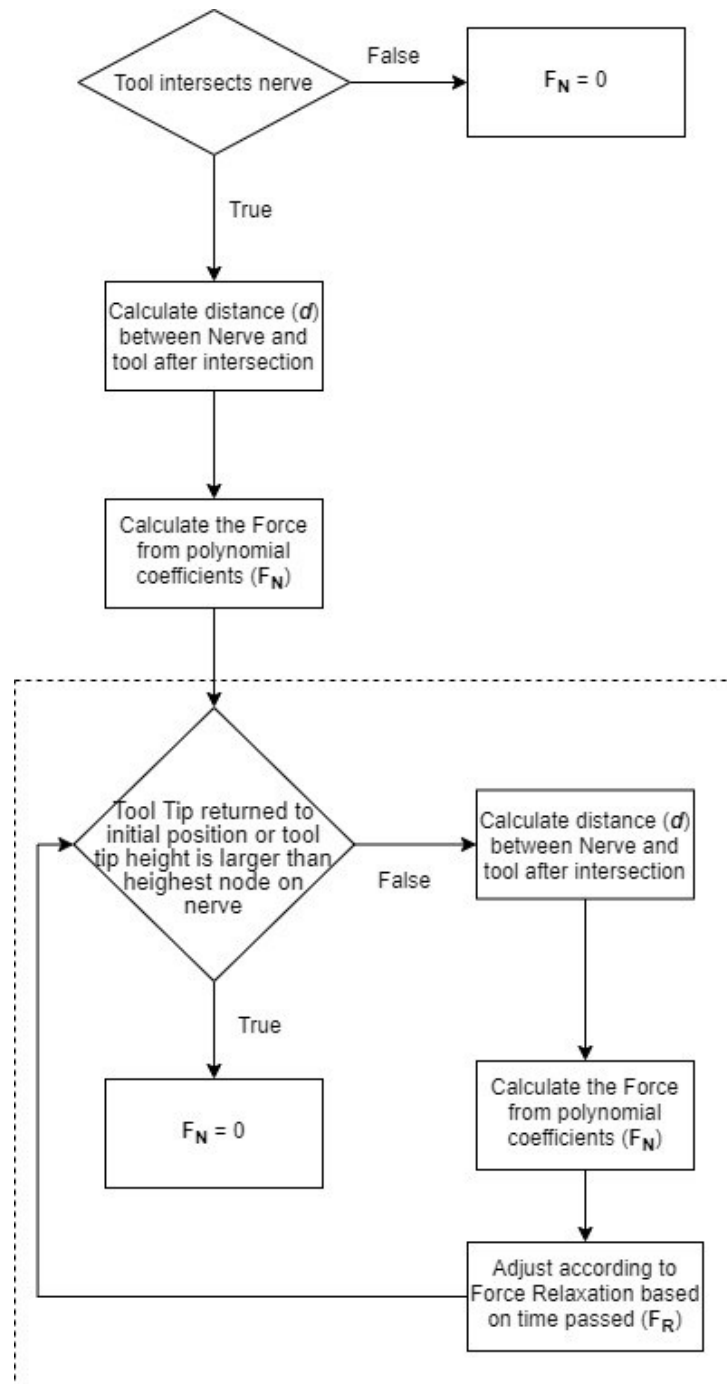 Tool intersects nerve
False
F_N = 0
True
Calculate distance (d)
between Nerve and
tool after intersection
Calculate the Force
from polynomial
coefficients (F_N)
Tool Tip returned to
initial position or tool
tip height is larger than
heighest node on
nerve
False
Calculate distance (d)
between Nerve and
tool after intersection
True
F_N = 0
Calculate the Force
from polynomial
coefficients (F_N)
Adjust according to
Force Relaxation based
on time passed (F_R)